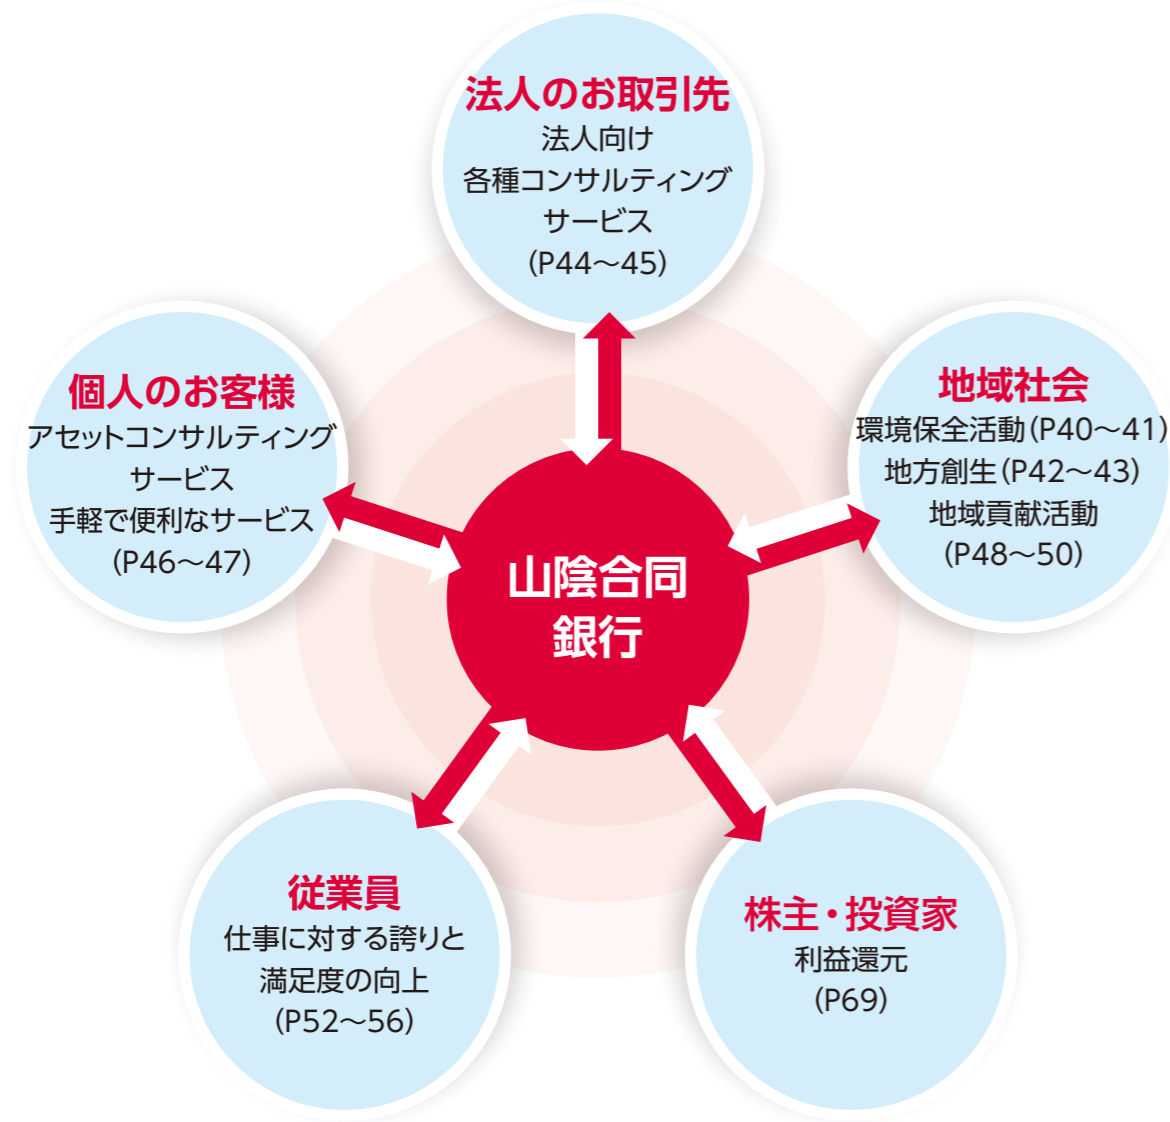 法人のお取引先
法人向け
各種コンサルティング
サービス
(P44～45)
個人のお客様
アセットコンサルティング
サービス
手軽で便利なサービス
(P46～47)
地域社会
環境保全活動(P40～41)
地方創生(P42～43)
地域貢献活動
(P48～50)
山陰合同
銀行
従業員
仕事に対する誇りと
満足度の向上
(P52～56)
株主・投資家
利益還元
(P69)